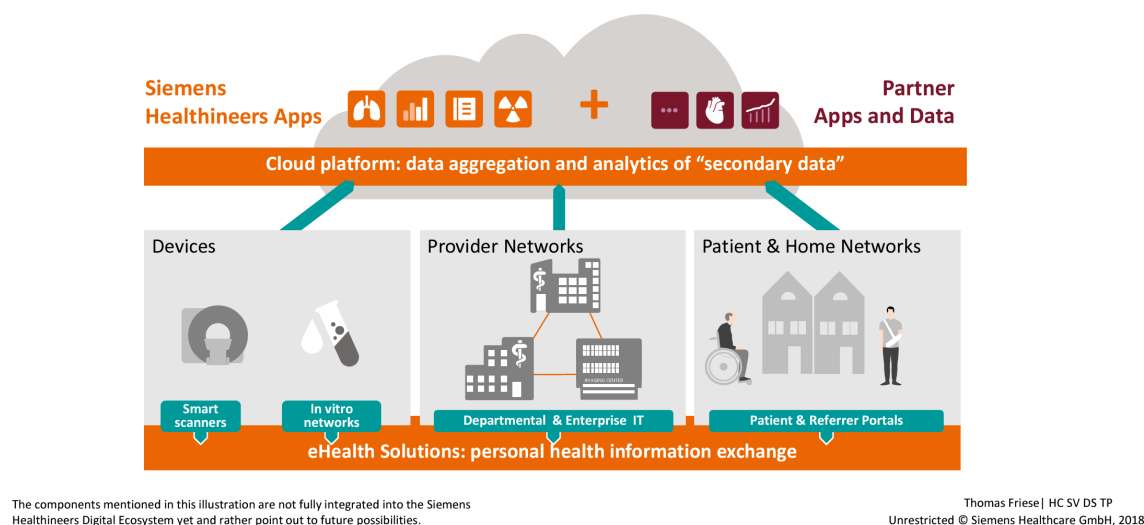 Siemens
Healthineers Apps
Partner
Apps and Data
Cloud platform: data aggregation and analytics of “secondary data”
Devices
Provider Networks
Patient & Home Networks
IMAGING CENTER
Smart
scanners
In vitro
networks
Departmental & Enterprise IT
Patient & Referrer Portals
eHealth Solutions: personal health information exchange
The components mentioned in this illustration are not fully integrated into the Siemens
Healthineers Digital Ecosystem yet and rather point out to future possibilities.
Thomas Friese| HC SV DS TP
Unrestricted © Siemens Healthcare GmbH, 2018